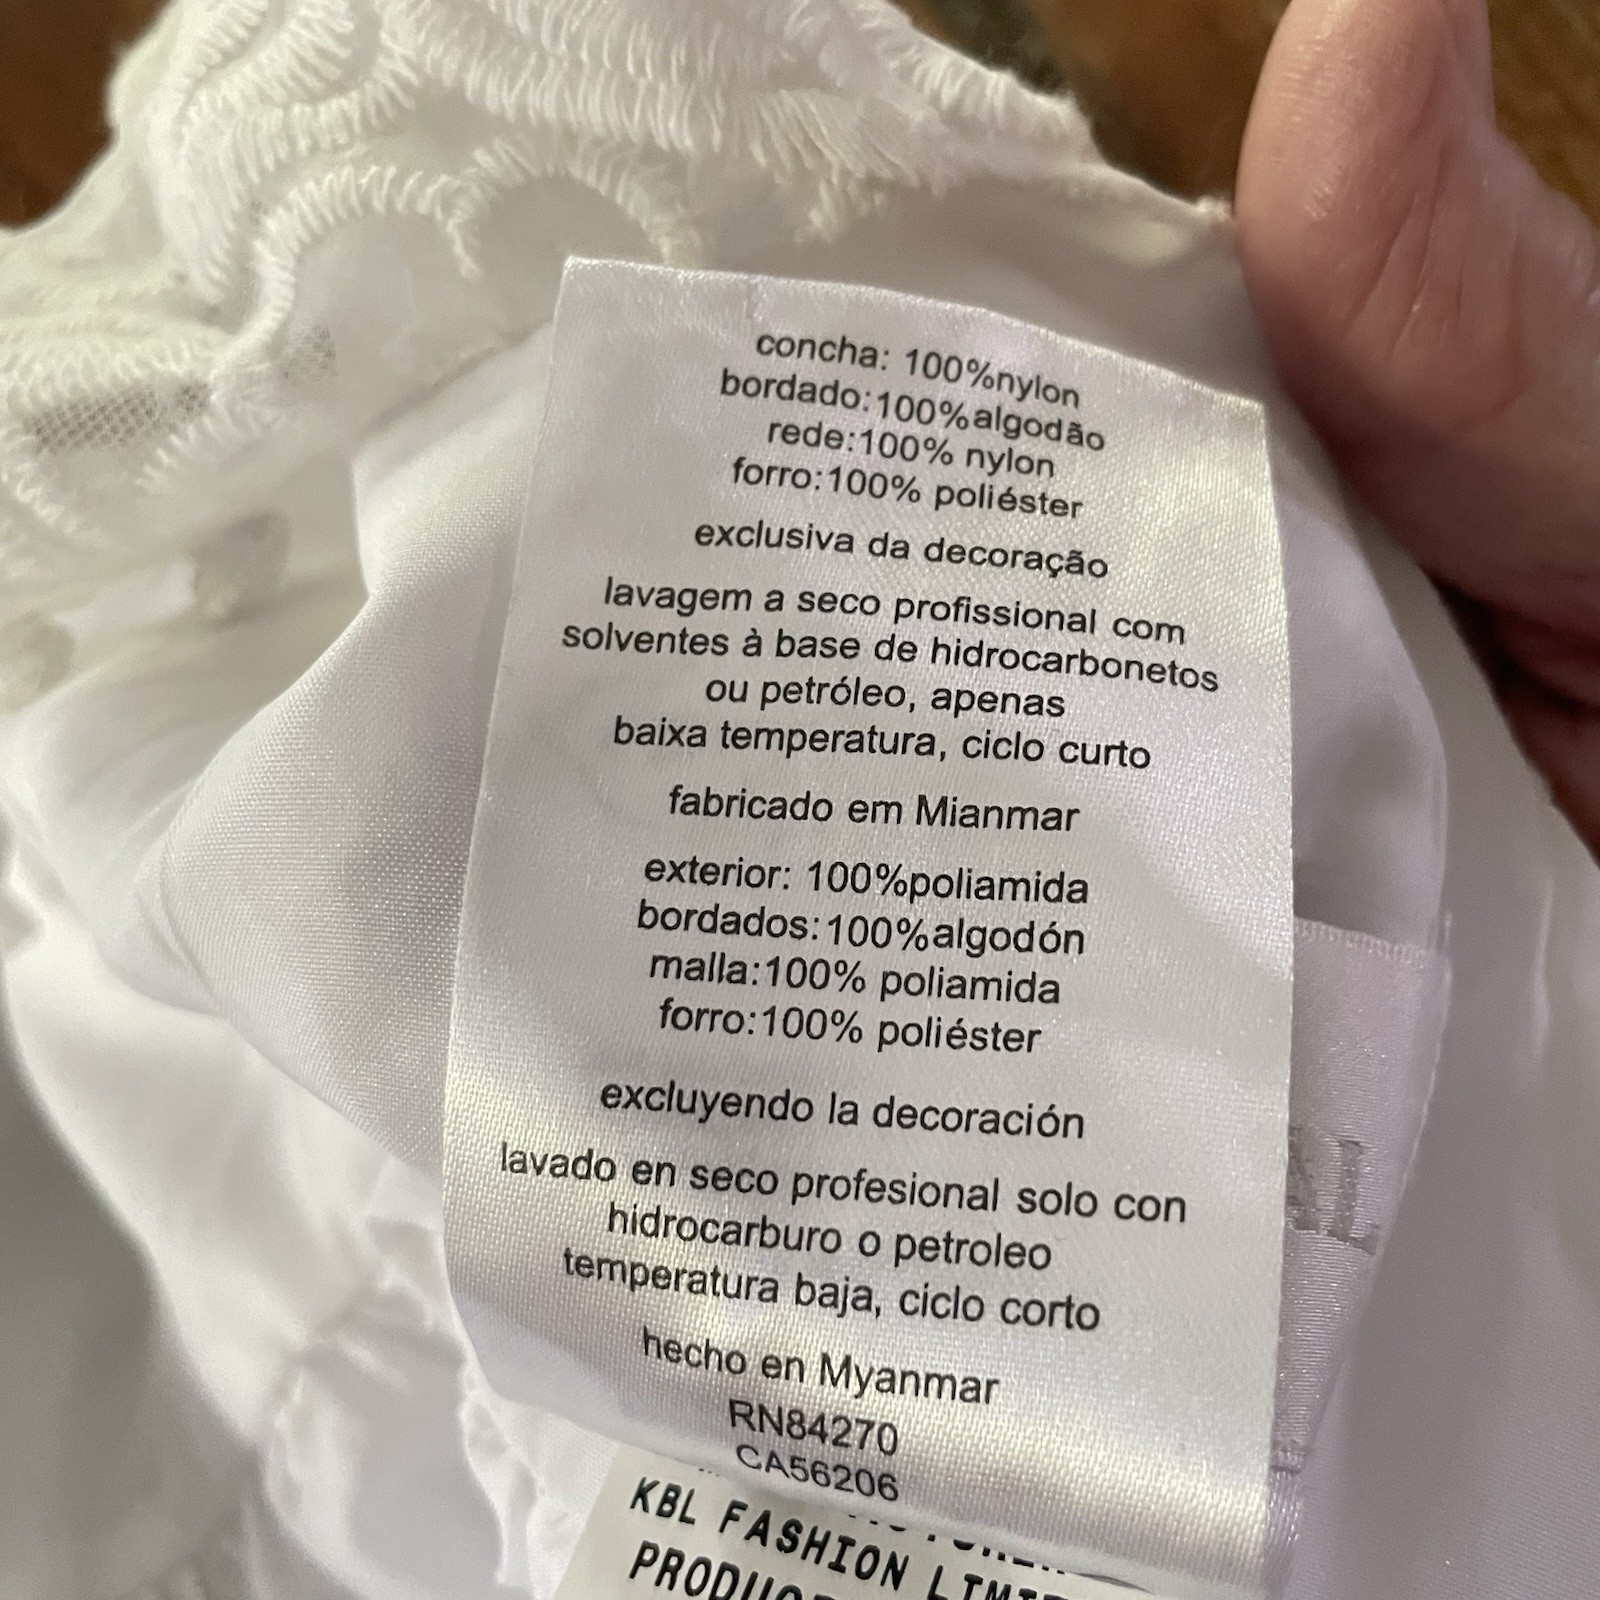 concha: 100%nylon
bordado:100%algodão
rede:100% nylon
forro:100% poliéster
exclusiva da decoração
lavagem a seco profissional com
solventes à base de hidrocarbonetos
ou petróleo, apenas
baixa temperatura, ciclo curto
fabricado em Mianmar
exterior: 100%poliamida
bordados:100%algodón
malla:100% poliamida
forro:100% poliéster
excluyendo la decoración
lavado en seco profesional solo con
hidrocarburo o petroleo
temperatura baja, ciclo corto
hecho en Myanmar
RN84270
CA56206
KBL FASHION